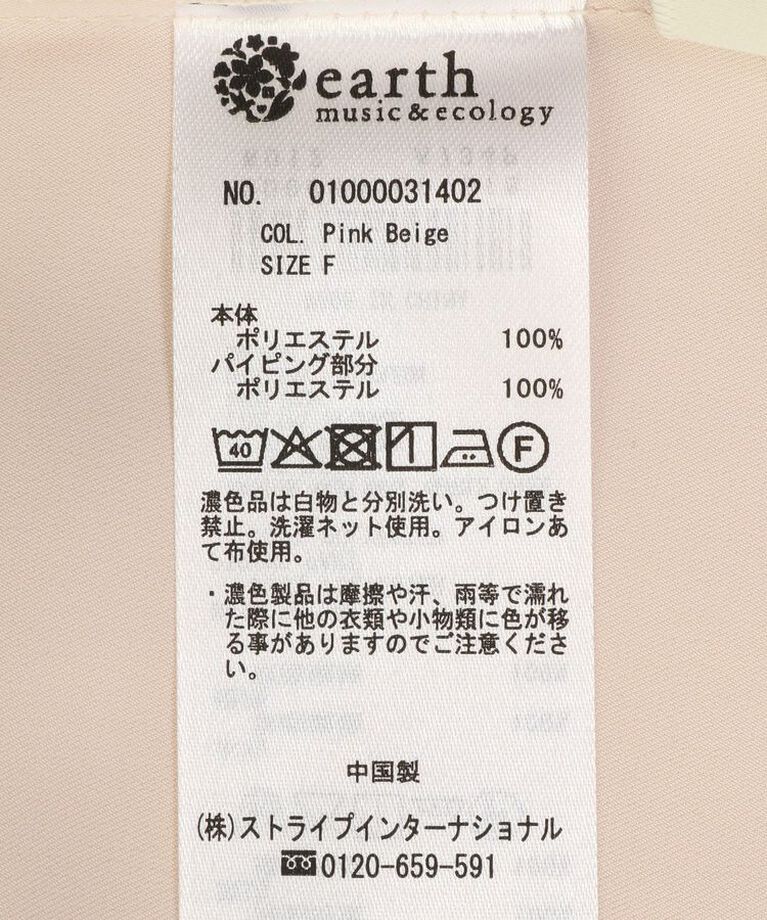 earth
music&ecology
NO. 01000031402
COL. Pink Beige
SIZE F
本体
ポリエステル 100%
パイピング部分
ポリエステル 100%
40 F
濃色品は白物と分別洗い。つけ置き
禁止。洗濯ネット使用。アイロンあ
て布使用。
・濃色製品は摩擦や汗、雨等で濡れ
た際に他の衣類や小物類に色が移
る事がありますのでご注意くださ
い。
中国製
(株)ストライプインターナショナル
0120-659-591